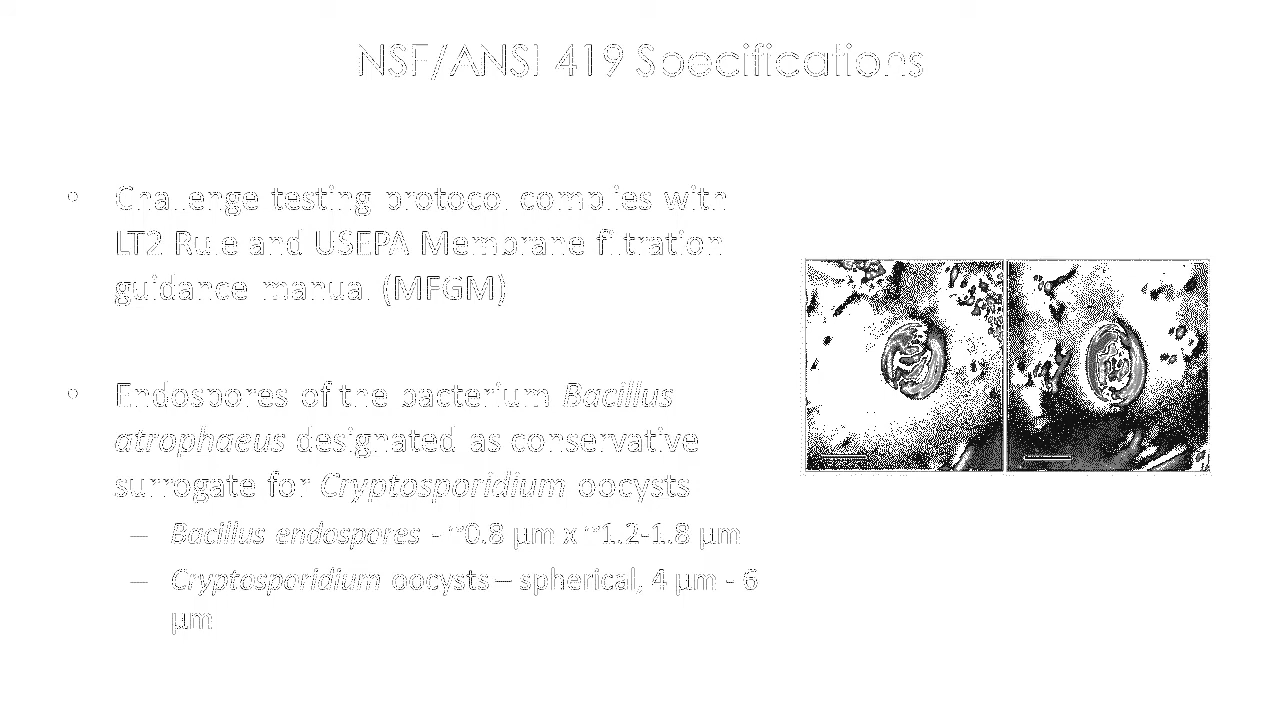 NSF/ANSI 419 Specifications
• Challenge testing protocol complies with
LT2 Rule and USEPA Membrane filtration
guidance manual (MFGM)
• Endospores of the bacterium Bacillus
atrophaeus designated as conservative
surrogate for Cryptosporidium oocysts
– Bacillus endospores - ~0.8 µm x ~1.2-1.8 µm
– Cryptosporidium oocysts – spherical, 4 µm - 6
µm